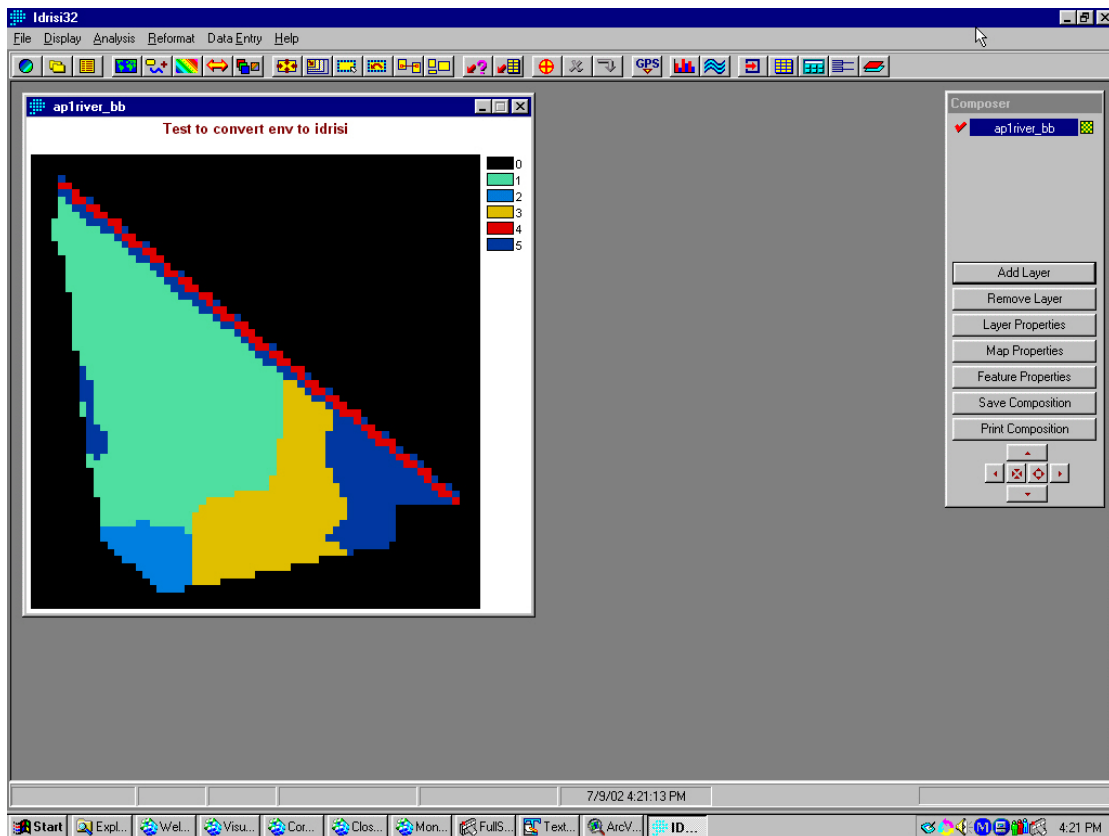 Idrisi32
File Display Analysis Reformat Data Entry Help
GPS
ap1river_bb
Test to convert env to idrisi
0
1
2
3
4
5
Composer
ap1river_bb
Add Layer
Remove Layer
Layer Properties
Map Properties
Feature Properties
Save Composition
Print Composition
7/9/02 4:21:13 PM
Start Expl... Wel... Visu... Cor... Clos... Mon... FullS... Text... ArcV... ID... M 4:21 PM